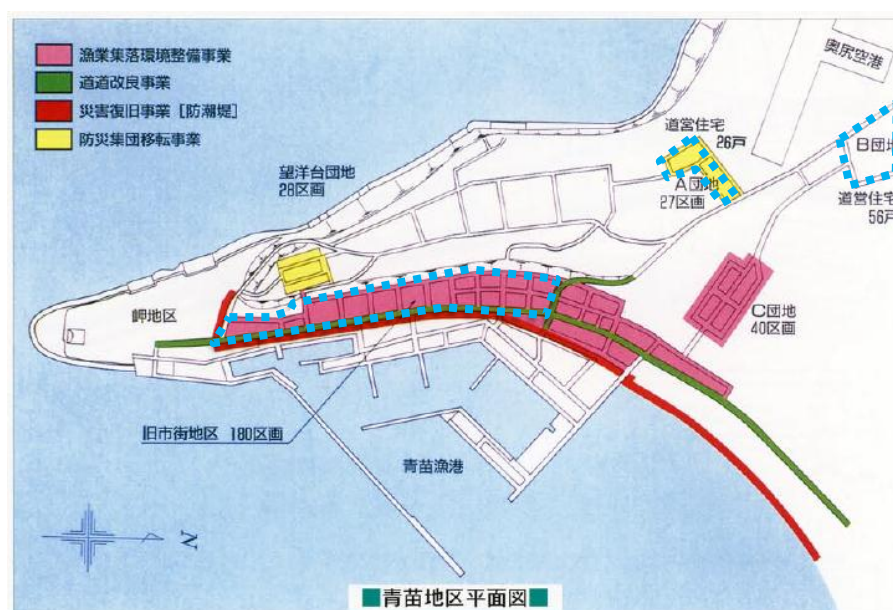 漁業集落環境整備事業
道道改良事業
災害復旧事業［防潮堤］
防災集団移転事業
奥尻空港
道営住宅
26戸
B団地
A団地
27区画
道営住宅
56戸
望洋台団地
28区画
岬地区
C団地
40区画
旧市街地区 180区画
青苗漁港
N
■青苗地区平面図■